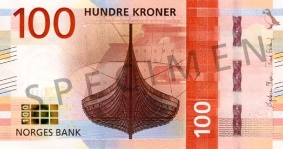 100 HUNDRE KRONER
SPECIMEN
100
NORGES BANK
100